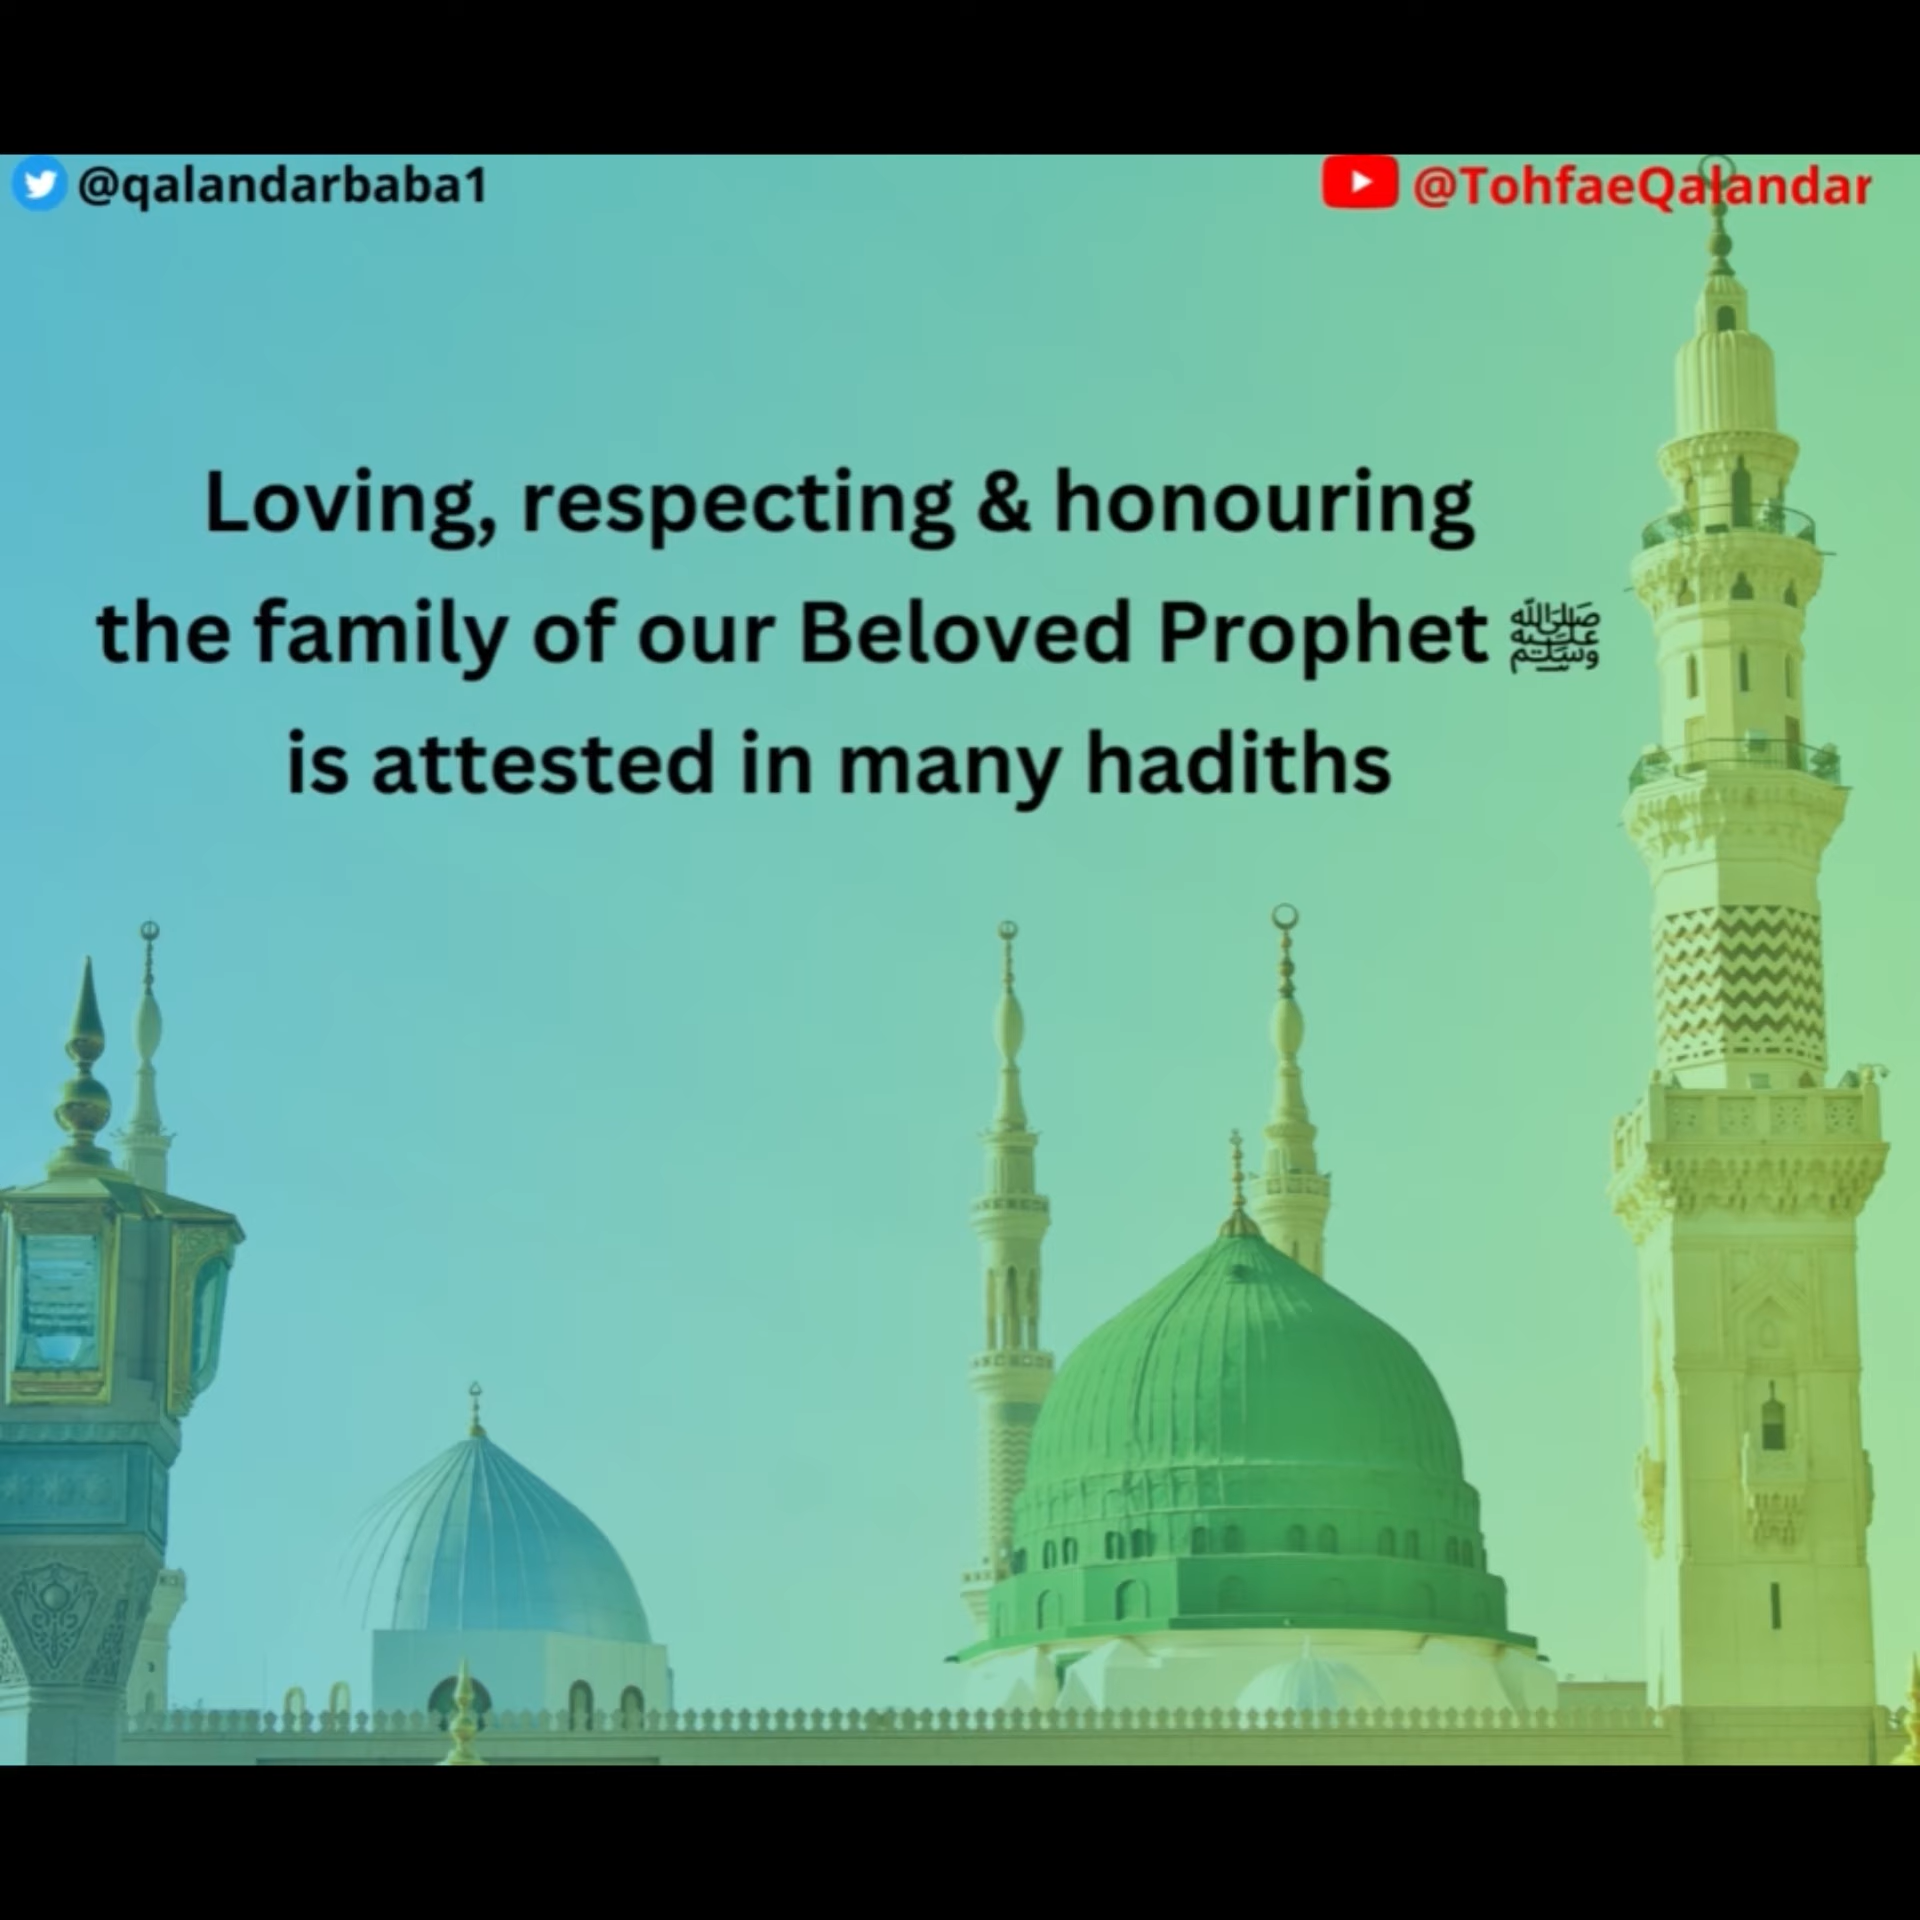 @qalandarbaba1
@TohfaeQalandar
Loving, respecting & honouring
the family of our Beloved Prophet ﷺ
is attested in many hadiths